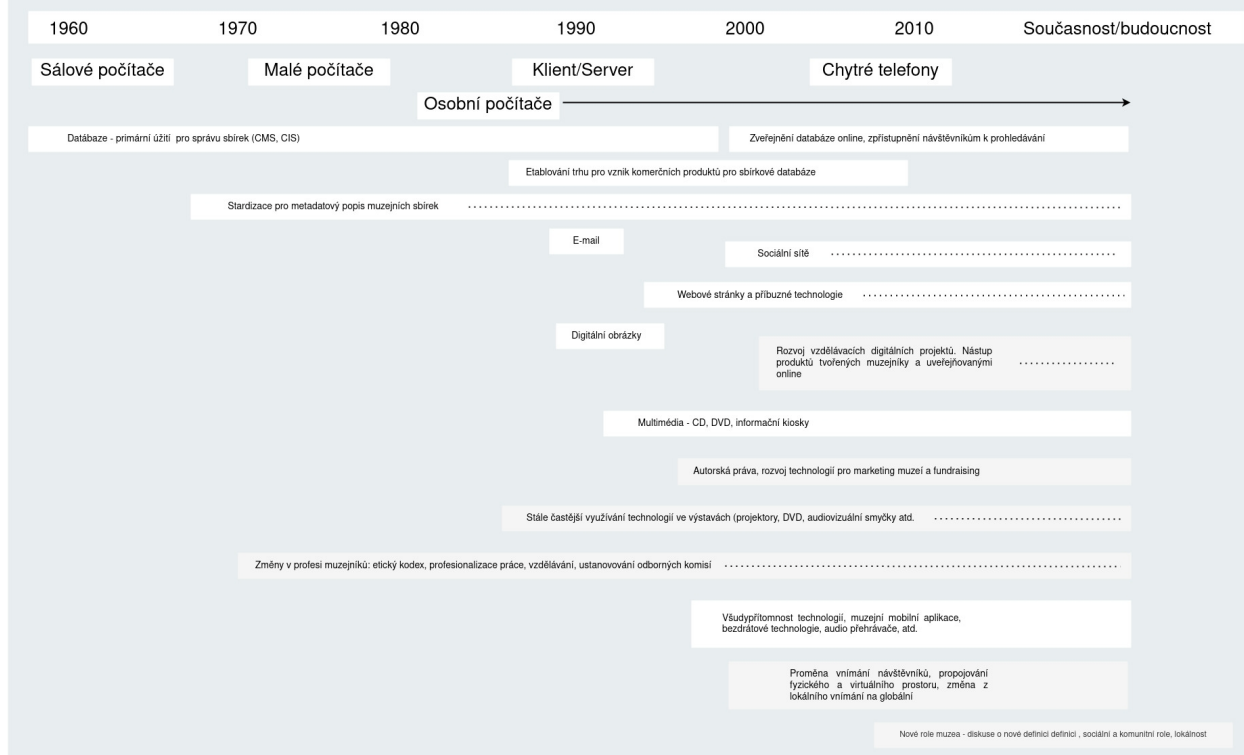 1960 1970 1980 1990 2000 2010 Současnost/budoucnost
Sálové počítače Malé počítače Klient/Server Chytré telefony
Osobní počítače
Datábaze - primární úžití pro správu sbírek (CMS, CIS) Zveřejnění databáze online, zpřístupnění návštěvníkům k prohledávání
Etablování trhu pro vznik komerčních produktů pro sbírkové databáze
Stardizace pro metadatový popis muzejních sbírek
E-mail
Sociální sítě
Webové stránky a příbuzné technologie
Digitální obrázky
Rozvoj vzdělávacích digitálních projektů. Nástup
produktů tvořených muzejníky a uveřejňovanými
online
Multimédia - CD, DVD, informační kiosky
Autorská práva, rozvoj technologií pro marketing muzeí a fundraising
Stále častější využívání technologií ve výstavách (projektory, DVD, audiovizuální smyčky atd.
Změny v profesi muzejníků: etický kodex, profesionalizace práce, vzdělávání, ustanovování odborných komisí
Všudypřítomnost technologií, muzejní mobilní aplikace,
bezdrátové technologie, audio přehrávače, atd.
Proměna vnímání návštěvníků, propojování
fyzického a virtuálního prostoru, změna z
lokálního vnímání na globální
Nové role muzea - diskuse o nové definici definici , sociální a komunitní role, lokálnost